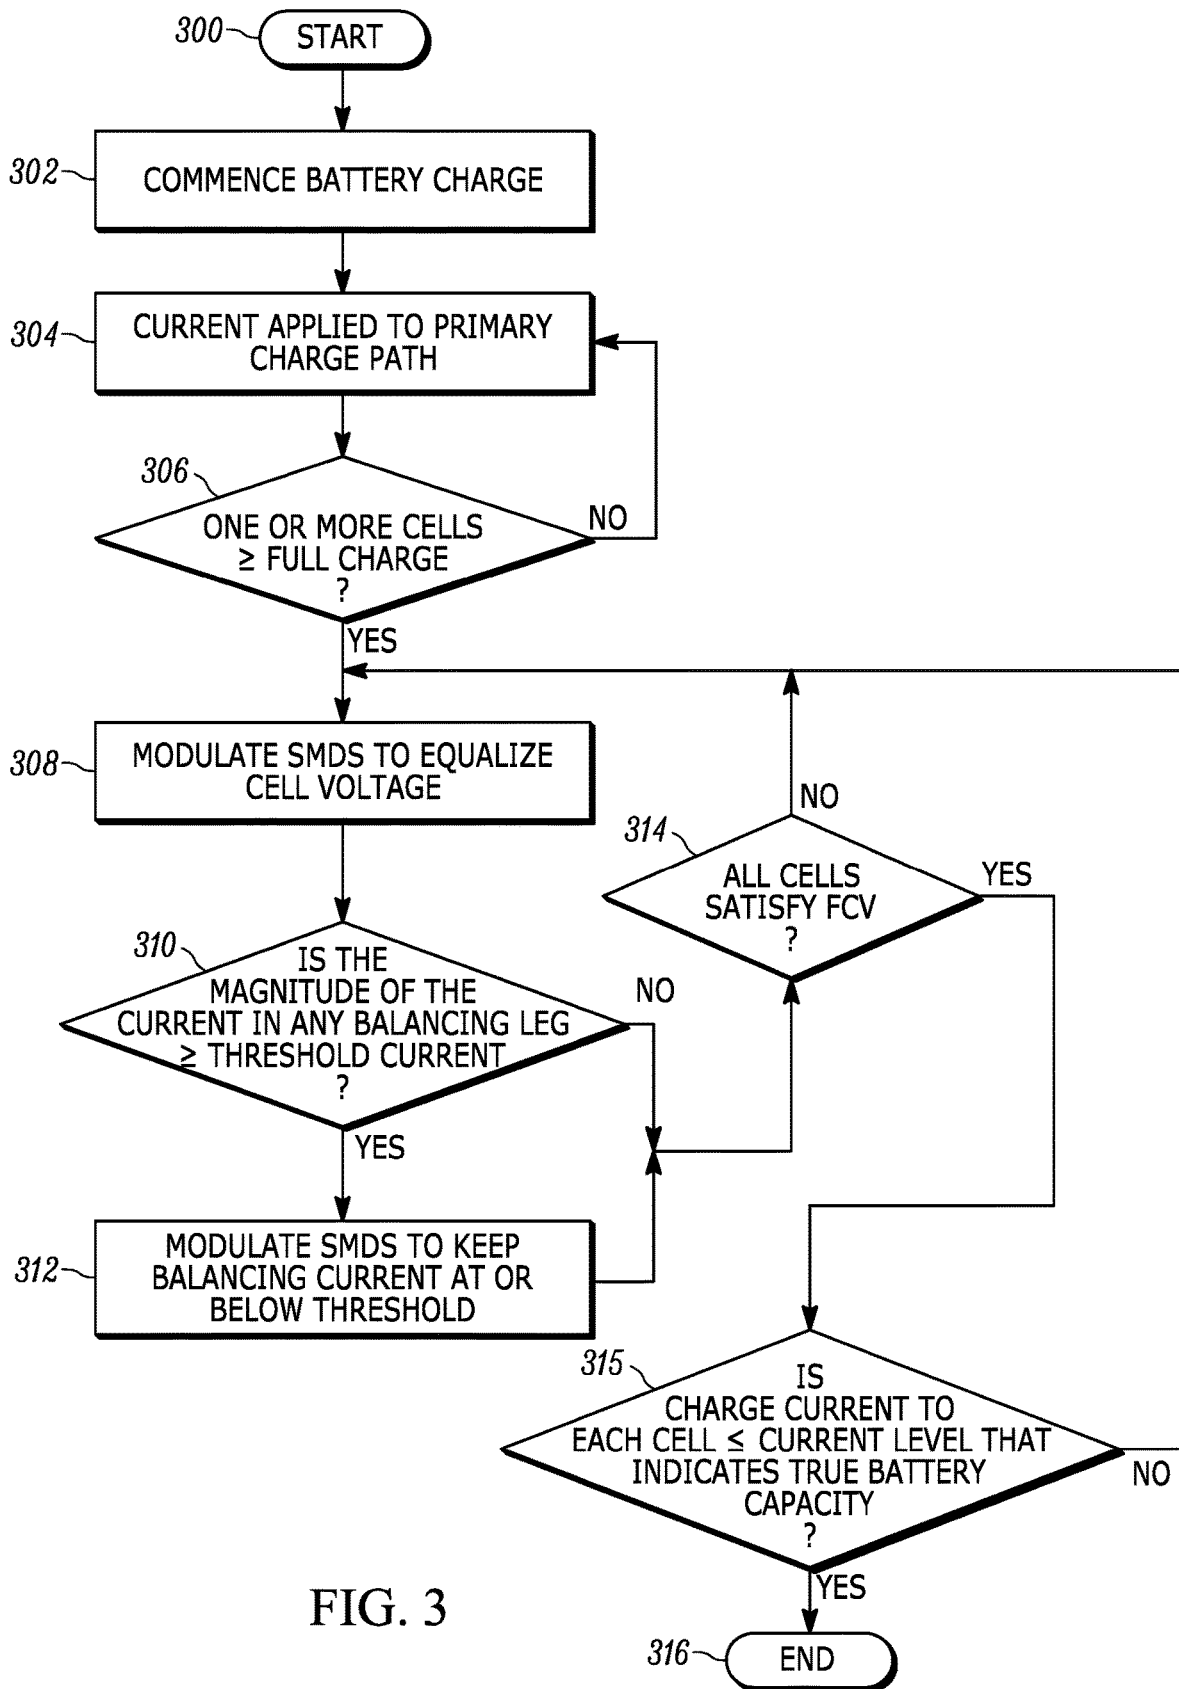 300
START
302
COMMENCE BATTERY CHARGE
304
CURRENT APPLIED TO PRIMARY
CHARGE PATH
306
ONE OR MORE CELLS
≥ FULL CHARGE
?
NO
YES
308
MODULATE SMDS TO EQUALIZE
CELL VOLTAGE
310
IS THE
MAGNITUDE OF THE
CURRENT IN ANY BALANCING LEG
≥ THRESHOLD CURRENT
?
NO
YES
312
MODULATE SMDS TO KEEP
BALANCING CURRENT AT OR
BELOW THRESHOLD
314
ALL CELLS
SATISFY FCV
?
NO
YES
315
IS
CHARGE CURRENT TO
EACH CELL ≤ CURRENT LEVEL THAT
INDICATES TRUE BATTERY
CAPACITY
?
NO
YES
316
END
FIG. 3